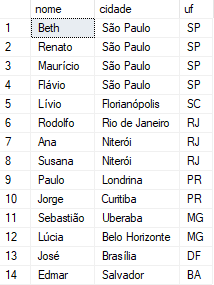 nome cidade uf
1 Beth São Paulo SP
2 Renato São Paulo SP
3 Maurício São Paulo SP
4 Flávio São Paulo SP
5 Lívio Florianópolis SC
6 Rodolfo Rio de Janeiro RJ
7 Ana Niterói RJ
8 Susana Niterói RJ
9 Paulo Londrina PR
10 Jorge Curitiba PR
11 Sebastião Uberaba MG
12 Lúcia Belo Horizonte MG
13 José Brasília DF
14 Edmar Salvador BA